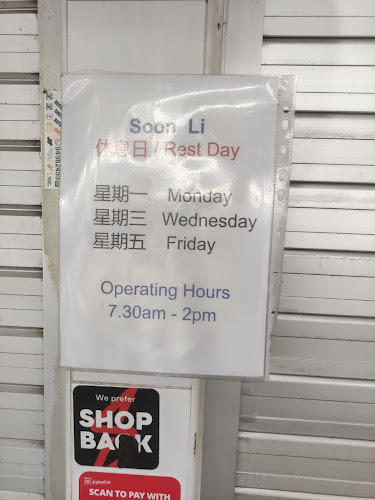 Soon Li
休息日 / Rest Day
星期一 Monday
星期三 Wednesday
星期五 Friday
Operating Hours
7.30am - 2pm
We prefer
SHOP
BACK
SCAN TO PAY WITH